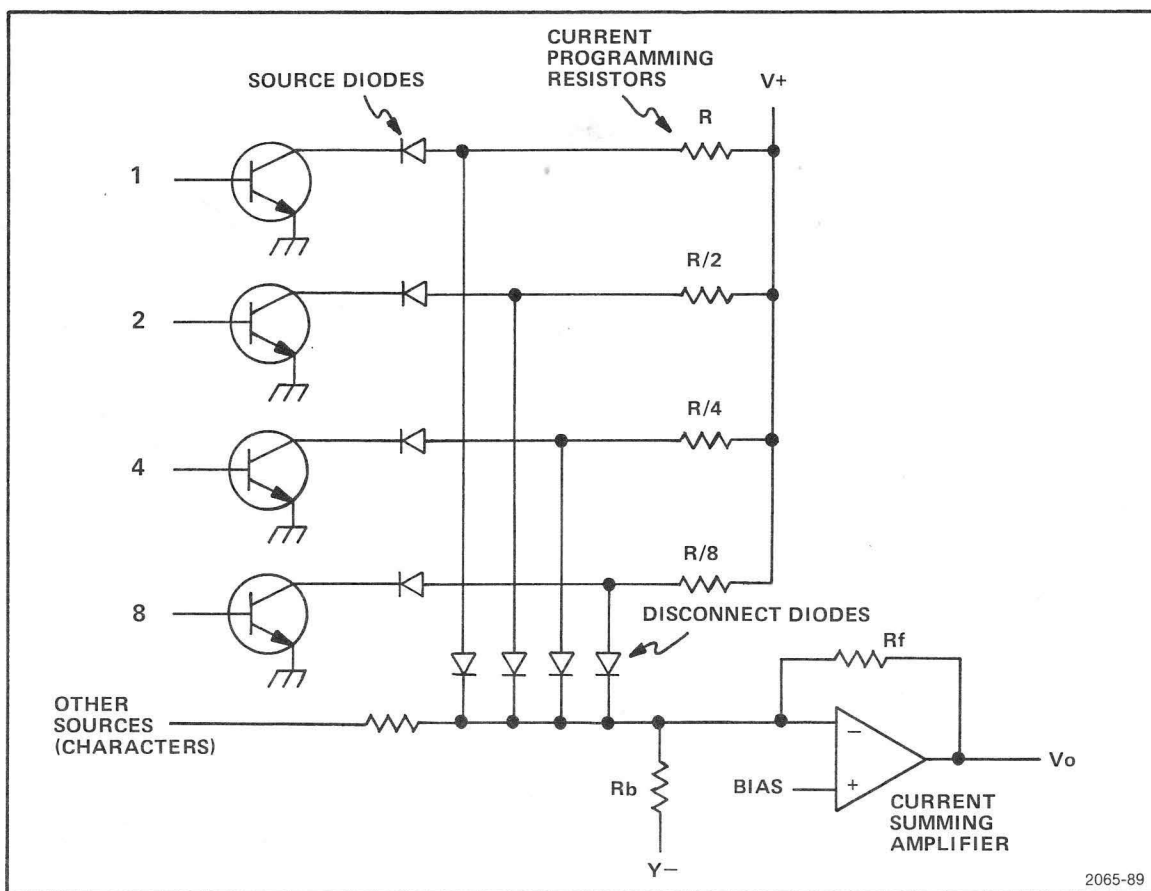 CURRENT
PROGRAMMING
RESISTORS
SOURCE DIODES
V+
R
1
R/2
2
R/4
4
R/8
8
DISCONNECT DIODES
Rf
OTHER
SOURCES
(CHARACTERS)
−
Vo
Rb
BIAS
+
CURRENT
SUMMING
AMPLIFIER
Y−
2065-89